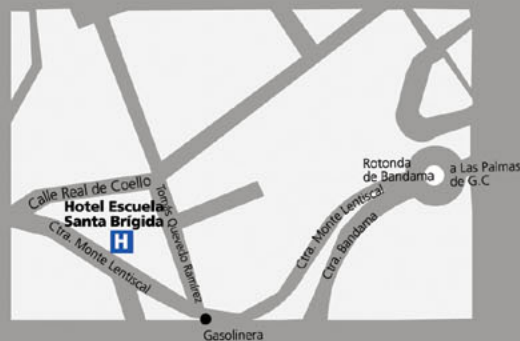 Rotonda
de Bandama
a Las Palmas
de G.C
Calle Real de Coello
Hotel Escuela
Santa Brígida
H
Tomás Quevedo Ramírez
Ctra. Monte Lentiscal
Ctra. Monte Lentiscal
Ctra. Bandama
Gasolinera